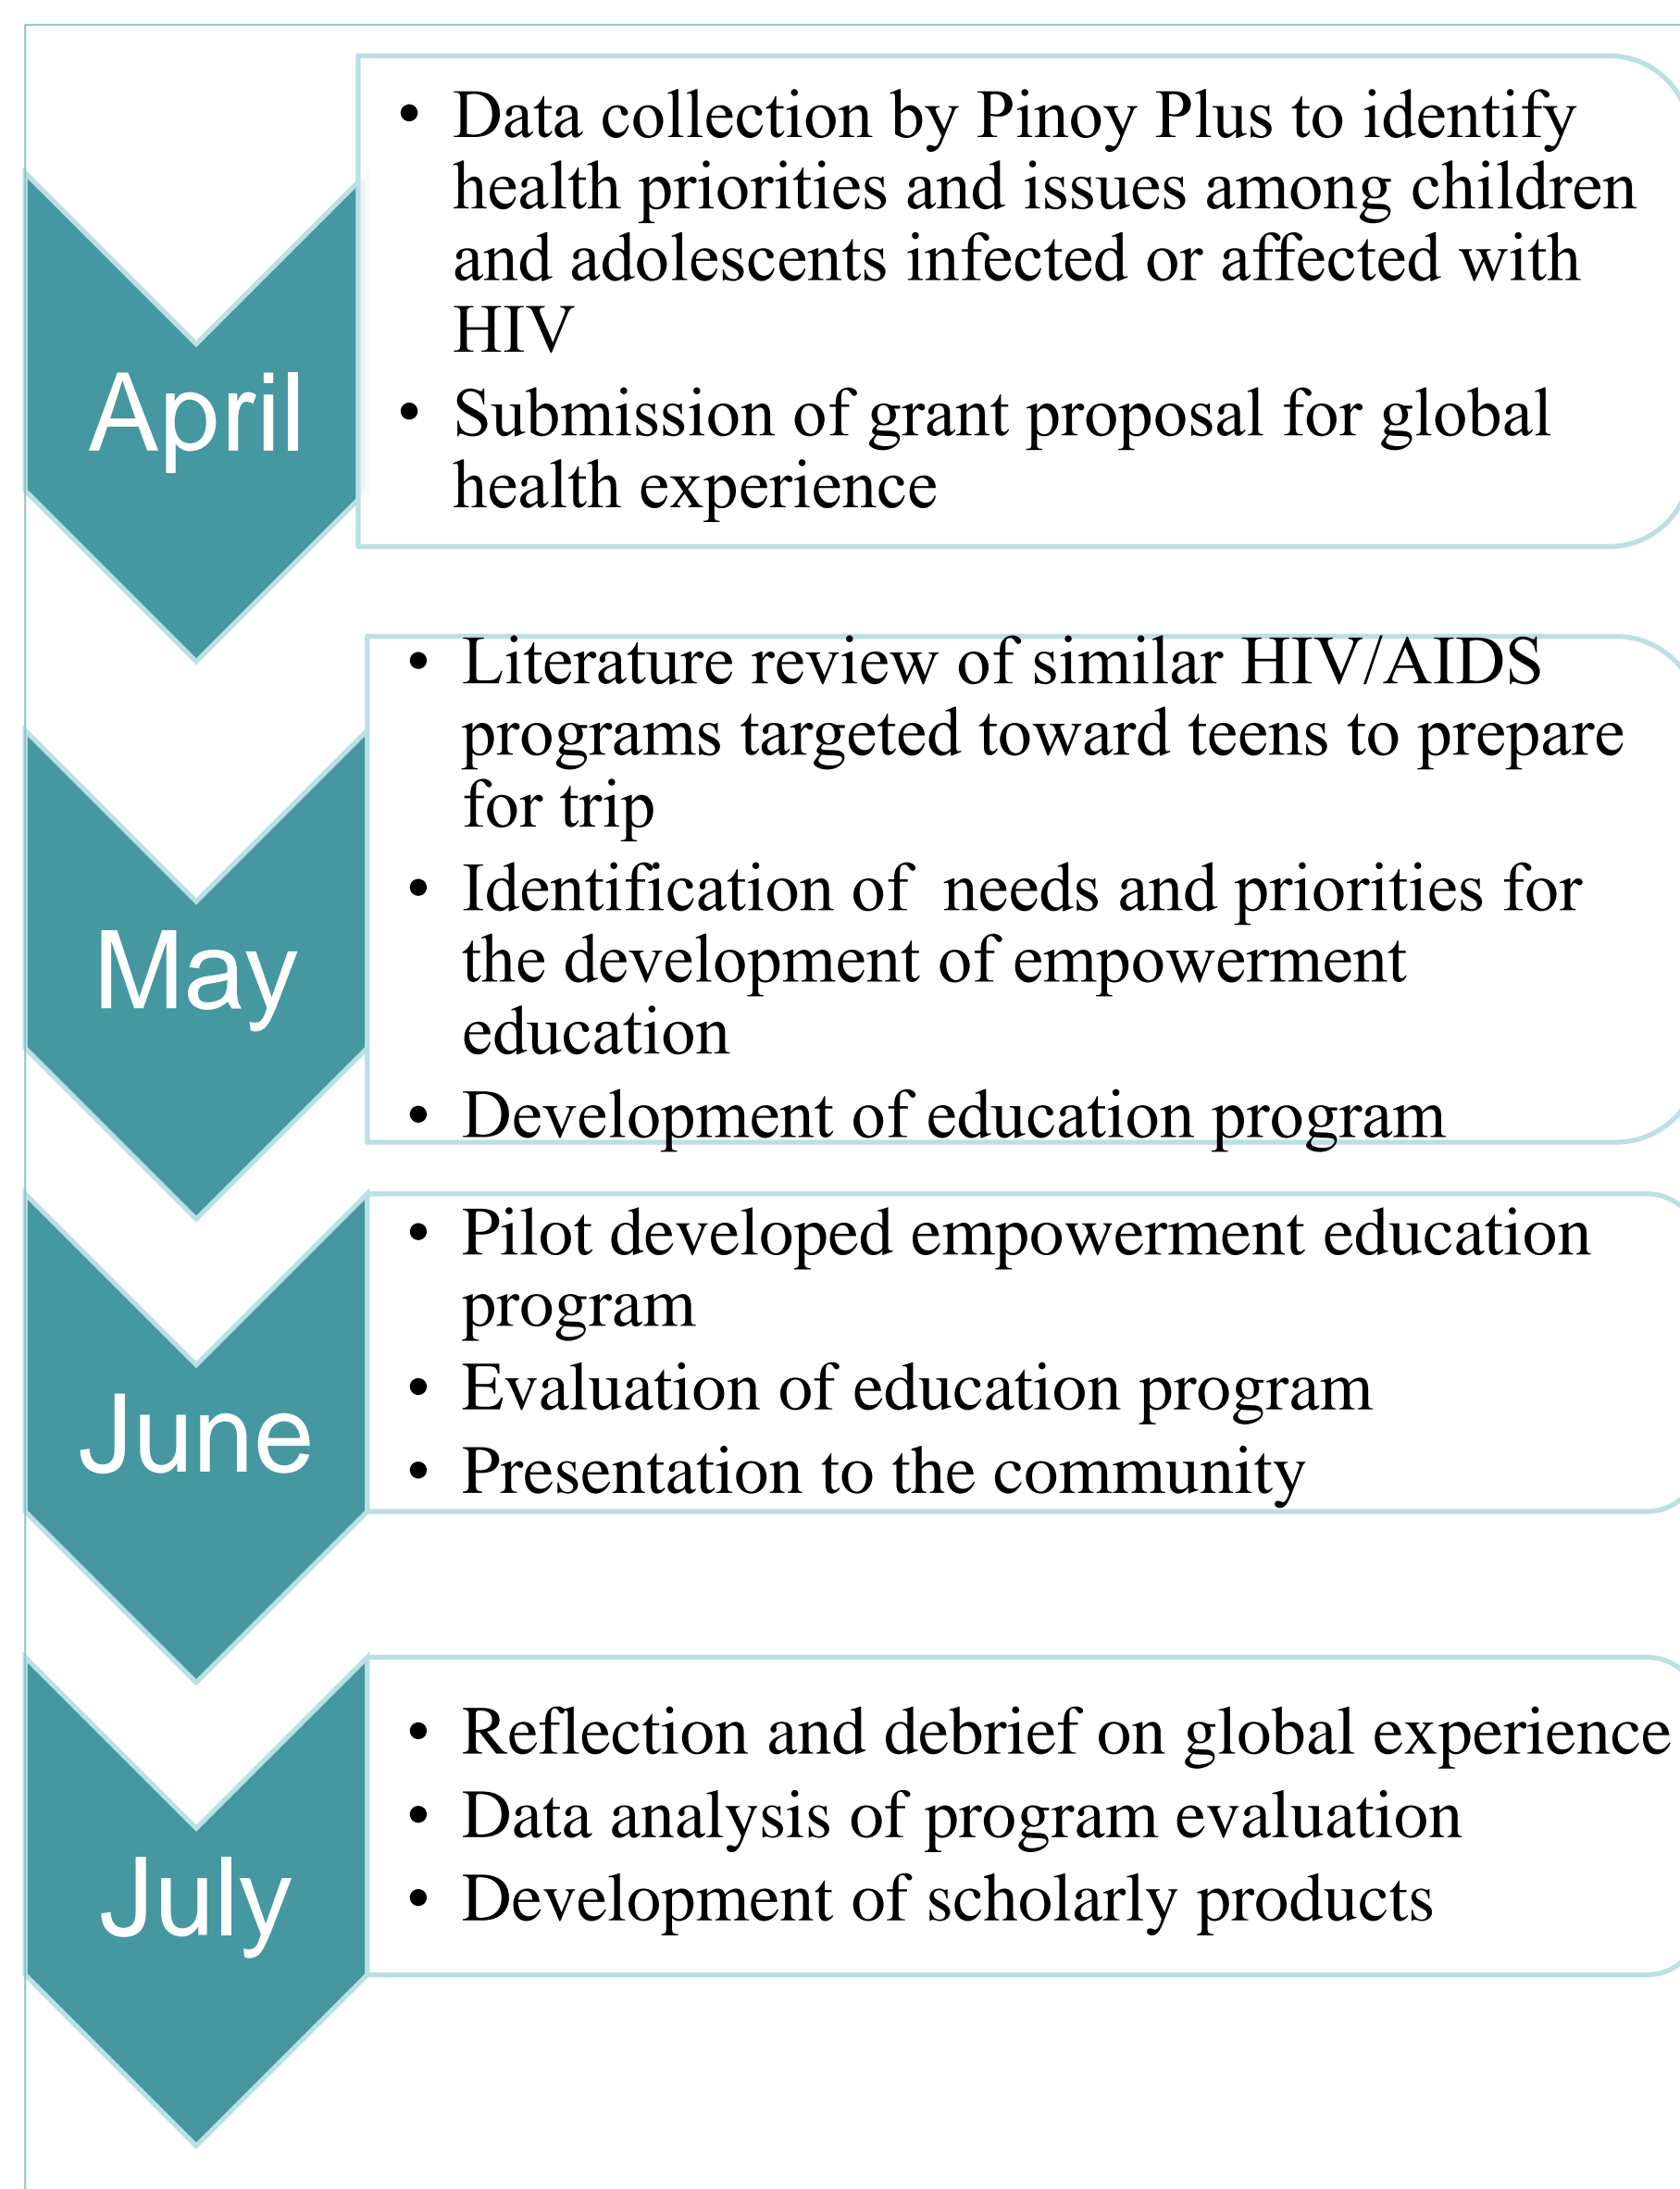 April
• Data collection by Pinoy Plus to identify
health priorities and issues among children
and adolescents infected or affected with
HIV
• Submission of grant proposal for global
health experience
May
• Literature review of similar HIV/AIDS
programs targeted toward teens to prepare
for trip
• Identification of  needs and priorities for
the development of empowerment
education
• Development of education program
June
• Pilot developed empowerment education
program
• Evaluation of education program
• Presentation to the community
July
• Reflection and debrief on global experience
• Data analysis of program evaluation
• Development of scholarly products